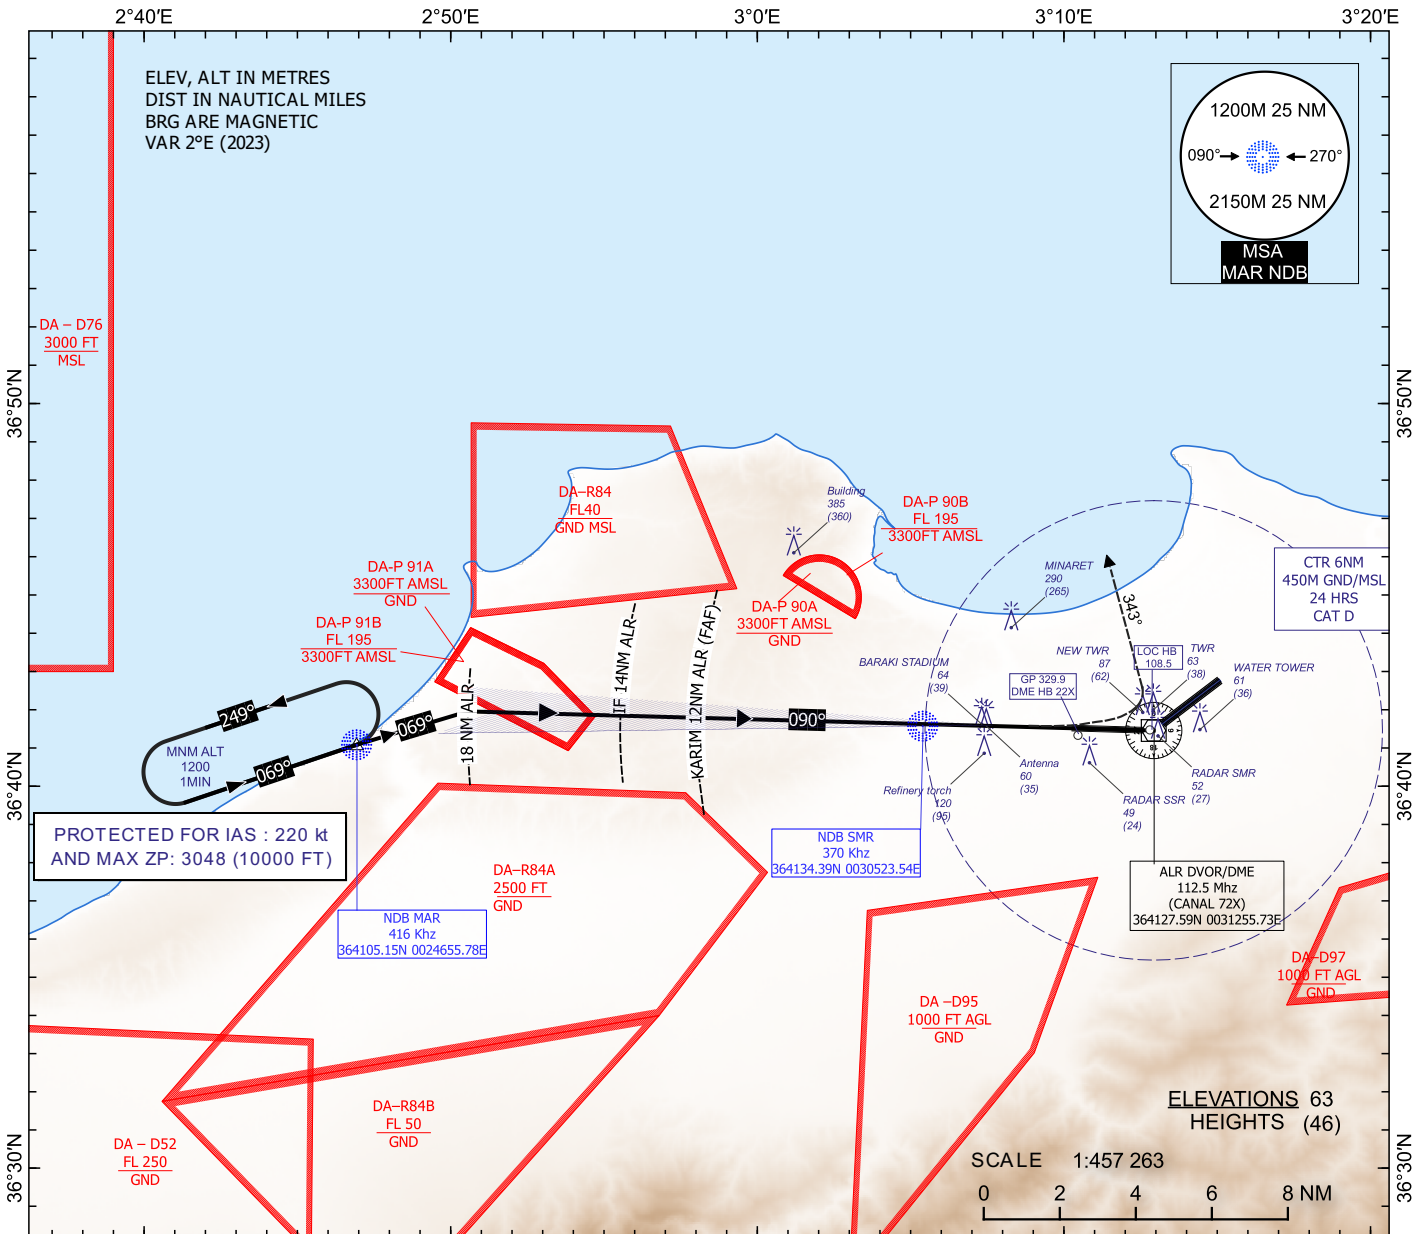 2°40'E
2°50'E
3°0'E
3°10'E
3°20'E
ELEV, ALT IN METRES
DIST IN NAUTICAL MILES
BRG ARE MAGNETIC
VAR 2°E (2023)
1200M 25 NM
090°
270°
2150M 25 NM
MSA
MAR NDB
DA – D76
3000 FT
MSL
36°50'N
36°50'N
DA–R84
FL40
GND MSL
Building
385
(360)
DA-P 90B
FL 195
3300FT AMSL
DA-P 91A
3300FT AMSL
GND
DA-P 91B
FL 195
3300FT AMSL
DA-P 90A
3300FT AMSL
GND
MINARET
290
(265)
CTR 6NM
450M GND/MSL
24 HRS
CAT D
343°
BARAKI STADIUM
64
(39)
NEW TWR
87
(62)
LOC HB
108.5
TWR
63
(38)
WATER TOWER
61
(36)
GP 329.9
DME HB 22X
18 NM ALR
IF 14NM ALR
KARIM 12NM ALR (FAF)
249°
069°
069°
090°
MNM ALT
1200
1MIN
36°40'N
36°40'N
Antenna
60
(35)
Refinery torch
120
(95)
RADAR SMR
52
(27)
RADAR SSR
49
(24)
PROTECTED FOR IAS : 220 kt
AND MAX ZP: 3048 (10000 FT)
NDB SMR
370 Khz
364134.39N 0030523.54E
DA–R84A
2500 FT
GND
ALR DVOR/DME
112.5 Mhz
(CANAL 72X)
364127.59N 0031255.73E
NDB MAR
416 Khz
364105.15N 0024655.78E
DA–D97
1000 FT AGL
GND
DA –D95
1000 FT AGL
GND
DA–R84B
FL 50
GND
DA – D52
FL 250
GND
ELEVATIONS 63
HEIGHTS (46)
36°30'N
36°30'N
SCALE 1:457 263
0 2 4 6 8 NM